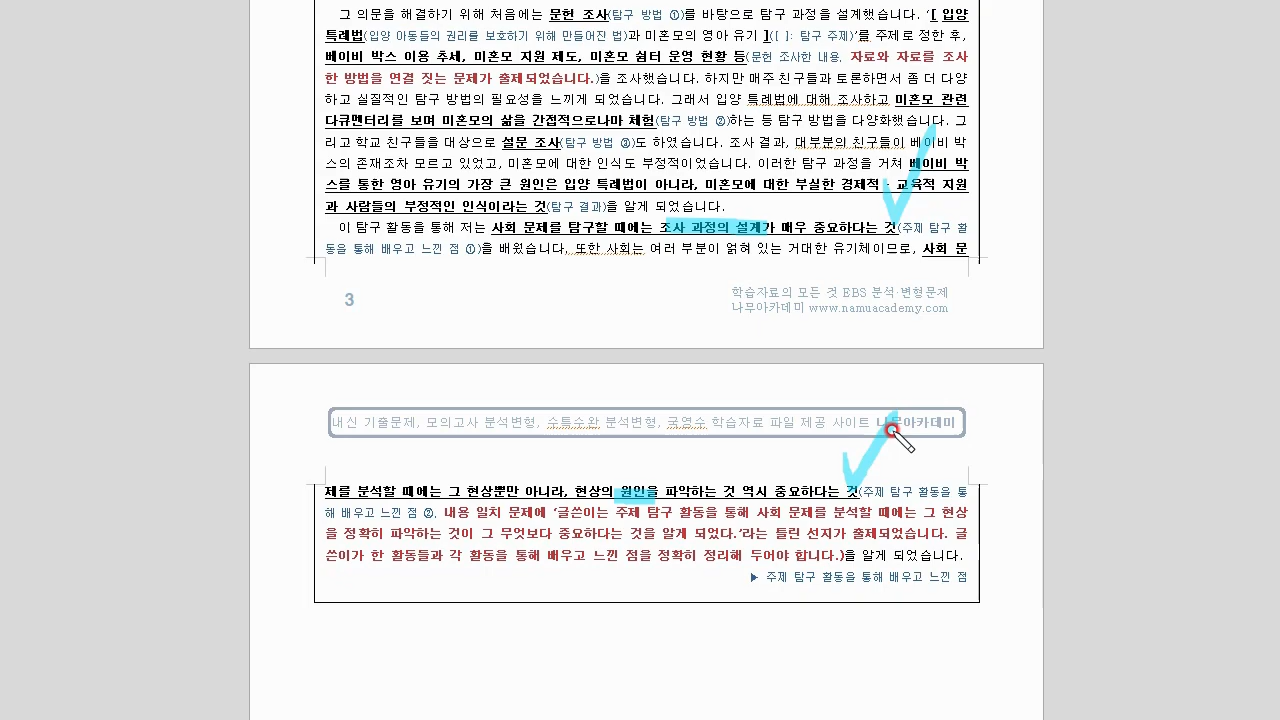 그 의문을 해결하기 위해 처음에는 문헌 조사(탐구 방법 ①)를 바탕으로 탐구 과정을 설계했습니다. ‘[ 입양
특례법(입양 아동들의 권리를 보호하기 위해 만들어진 법)과 미혼모의 영아 유기 ]([ ]: 탐구 주제)’를 주제로 정한 후,
베이비 박스 이용 추세, 미혼모 지원 제도, 미혼모 쉼터 운영 현황 등(문헌 조사한 내용, 자료와 자료를 조사
한 방법을 연결 짓는 문제가 출제되었습니다.)을 조사했습니다. 하지만 매주 친구들과 토론하면서 좀 더 다양
하고 실질적인 탐구 방법의 필요성을 느끼게 되었습니다. 그래서 입양 특례법에 대해 조사하고 미혼모 관련
다큐멘터리를 보며 미혼모의 삶을 간접적으로나마 체험(탐구 방법 ②)하는 등 탐구 방법을 다양화했습니다. 그
리고 학교 친구들을 대상으로 설문 조사(탐구 방법 ③)도 하였습니다. 조사 결과, 대부분의 친구들이 베이비 박
스의 존재조차 모르고 있었고, 미혼모에 대한 인식도 부정적이었습니다. 이러한 탐구 과정을 거쳐 베이비 박
스를 통한 영아 유기의 가장 큰 원인은 입양 특례법이 아니라, 미혼모에 대한 부실한 경제적·교육적 지원
과 사람들의 부정적인 인식이라는 것(탐구 결과)을 알게 되었습니다.
이 탐구 활동을 통해 저는 사회 문제를 탐구할 때에는 조사 과정의 설계가 매우 중요하다는 것(주제 탐구 활
동을 통해 배우고 느낀 점 ①)을 배웠습니다. 또한 사회는 여러 부분이 얽혀 있는 거대한 유기체이므로, 사회 문
3
학습자료의 모든 것 EBS 분석·변형문제
나무아카데미 www.namuacademy.com
내신 기출문제, 모의고사 분석변형, 수특수완 분석변형, 국영수 학습자료 파일 제공 사이트 나무아카데미
제를 분석할 때에는 그 현상뿐만 아니라, 현상의 원인을 파악하는 것 역시 중요하다는 것(주제 탐구 활동을 통
해 배우고 느낀 점 ②, 내용 일치 문제에 ‘글쓴이는 주제 탐구 활동을 통해 사회 문제를 분석할 때에는 그 현상
을 정확히 파악하는 것이 그 무엇보다 중요하다는 것을 알게 되었다.’라는 틀린 선지가 출제되었습니다. 글
쓴이가 한 활동들과 각 활동을 통해 배우고 느낀 점을 정확히 정리해 두어야 합니다.)을 알게 되었습니다.
▶ 주제 탐구 활동을 통해 배우고 느낀 점